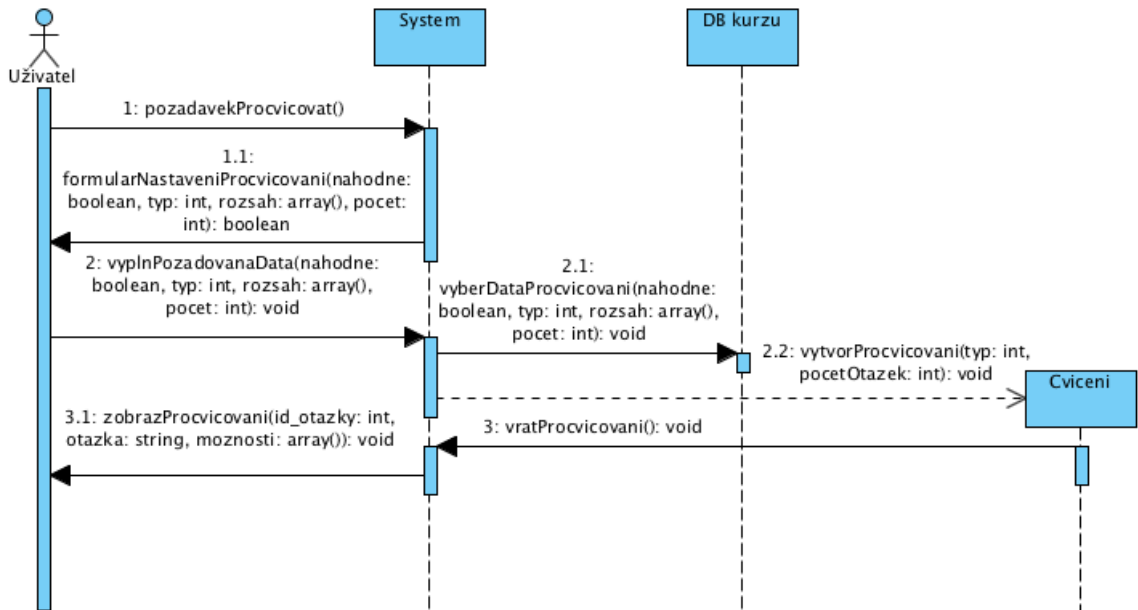 System
DB kurzu
Uživatel
1: pozadavekProcvicovat()
1.1:
formularNastaveniProcvicovani(nahodne:
boolean, typ: int, rozsah: array(), pocet:
int): boolean
2: vyplnPozadovanaData(nahodne:
boolean, typ: int, rozsah: array(),
pocet: int): void
2.1:
vyberDataProcvicovani(nahodne:
boolean, typ: int, rozsah: array(),
pocet: int): void
2.2: vytvorProcvicovani(typ: int,
pocetOtazek: int): void
Cviceni
3.1: zobrazProcvicovani(id_otazky: int,
otazka: string, moznosti: array()): void
3: vratProcvicovani(): void